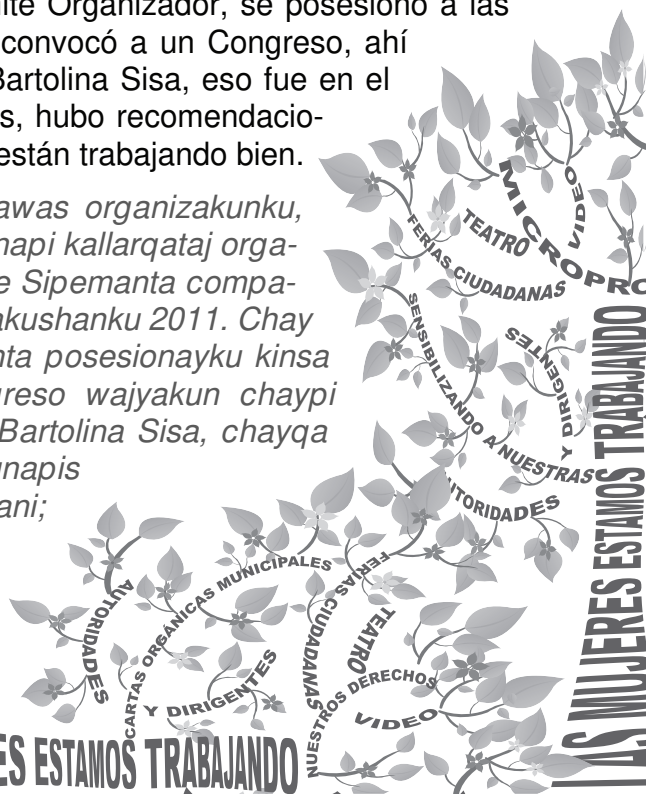 mité Organizador, se posesionó a las
convocó a un Congreso, ahí
Bartolina Sisa, eso fue en el
s, hubo recomendacio-
están trabajando bien.
awas organizakunku,
napi kallarqataj orga-
e Sipemanta compa-
akushanku 2011. Chay
nta posesionayku kinsa
greso wajyakun chaypi
Bartolina Sisa, chayqa
unapis
ani;
MICROPRO
VIDEO
TEATRO
FERIAS CIUDADANAS
SENSIBILIZANDO A NUESTRAS
AUTORIDADES
Y DIRIGENTES
LAS MUJERES ESTAMOS TRABAJANDO
AUTORIDADES
CARTAS ORGÁNICAS MUNICIPALES
Y DIRIGENTES
FERIAS CIUDADANAS
TEATRO
NUESTROS DERECHOS
VIDEO
ES ESTAMOS TRABAJANDO